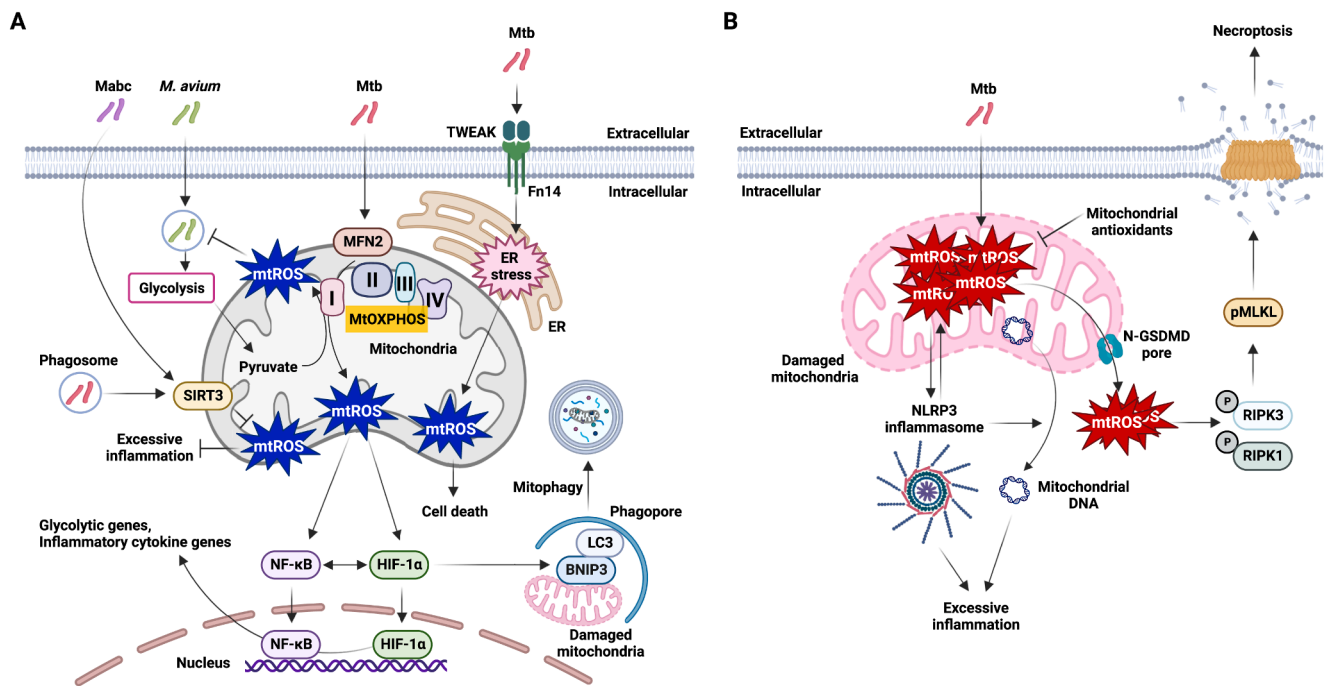 A
Mtb
Mabc
M. avium
Mtb
TWEAK
Extracellular
Fn14
Intracellular
MFN2
mtROS
ER
stress
I
II
III
IV
Glycolysis
MtOXPHOS
ER
Mitochondria
Phagosome
Pyruvate
SIRT3
mtROS
mtROS
mtROS
Excessive
inflammation
Mitophagy
Cell death
Phagopore
Glycolytic genes,
Inflammatory cytokine genes
LC3
NF-κB
HIF-1α
BNIP3
Damaged
mitochondria
NF-κB
HIF-1α
Nucleus
B
Necroptosis
Mtb
Extracellular
Intracellular
Mitochondrial
antioxidants
mtROS
mtROS
mtRO
mtROS
pMLKL
N-GSDMD
pore
Damaged
mitochondria
NLRP3
inflammasome
mtROS
OS
P
RIPK3
P
RIPK1
Mitochondrial
DNA
Excessive
inflammation